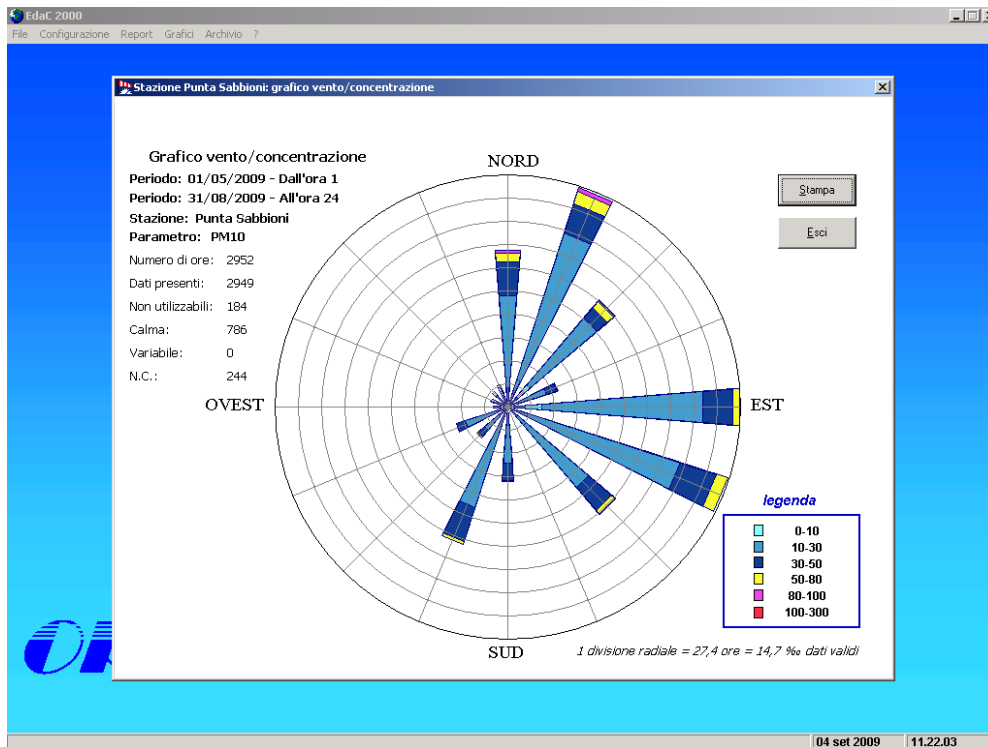 EdaC 2000
File Configurazione Report Grafici Archivio ?
Stazione Punta Sabbioni: grafico vento/concentrazione
Grafico vento/concentrazione
Periodo: 01/05/2009 - Dall'ora 1
Periodo: 31/08/2009 - All'ora 24
Stazione: Punta Sabbioni
Parametro: PM10
Numero di ore: 2952
Dati presenti: 2949
Non utilizzabili: 184
Calma: 786
Variabile: 0
N.C.: 244
NORD
OVEST
EST
SUD
Stampa
Esci
legenda
0-10
10-30
30-50
50-80
80-100
100-300
1 divisione radiale = 27,4 ore = 14,7 ‰ dati validi
04 set 2009 11.22.03